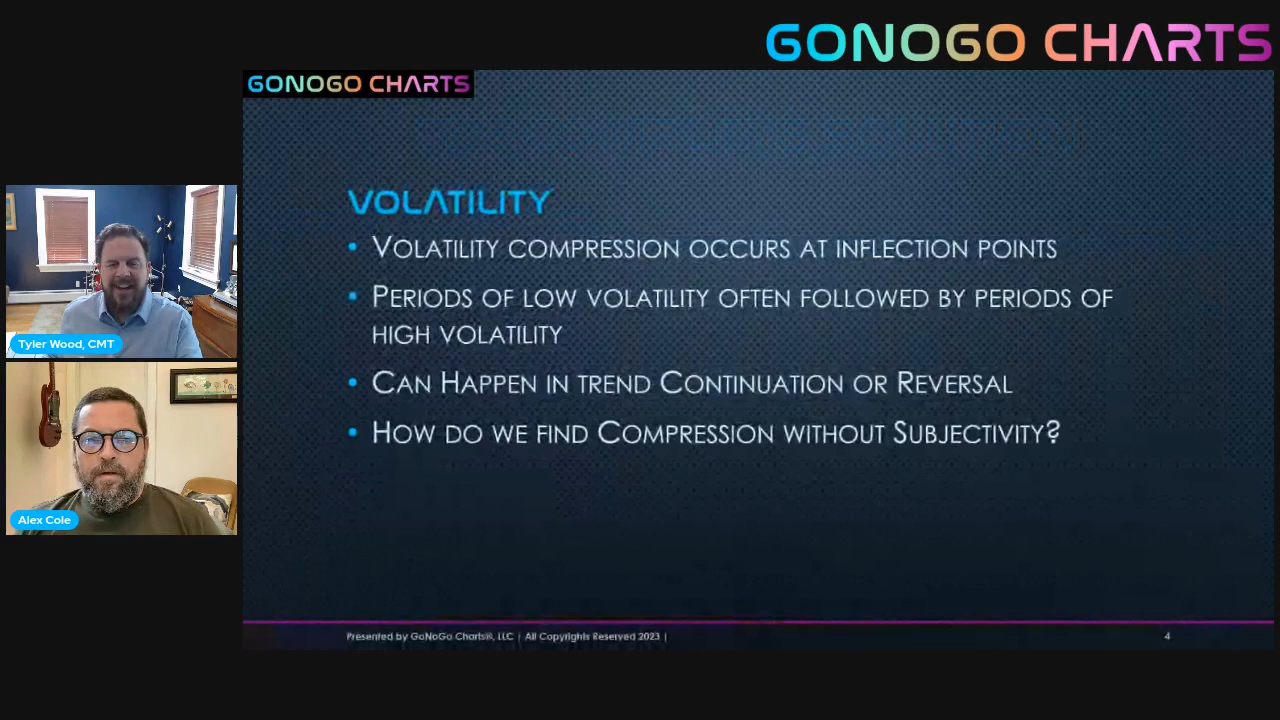 GONOGO CHARTS
GONOGO CHARTS
VOLATILITY
• VOLATILITY COMPRESSION OCCURS AT INFLECTION POINTS
• PERIODS OF LOW VOLATILITY OFTEN FOLLOWED BY PERIODS OF
HIGH VOLATILITY
• CAN HAPPEN IN TREND CONTINUATION OR REVERSAL
• HOW DO WE FIND COMPRESSION WITHOUT SUBJECTIVITY?
Tyler Wood, CMT
Alex Cole
Presented by GoNoGo Charts®, LLC | All Copyrights Reserved 2023 |
4